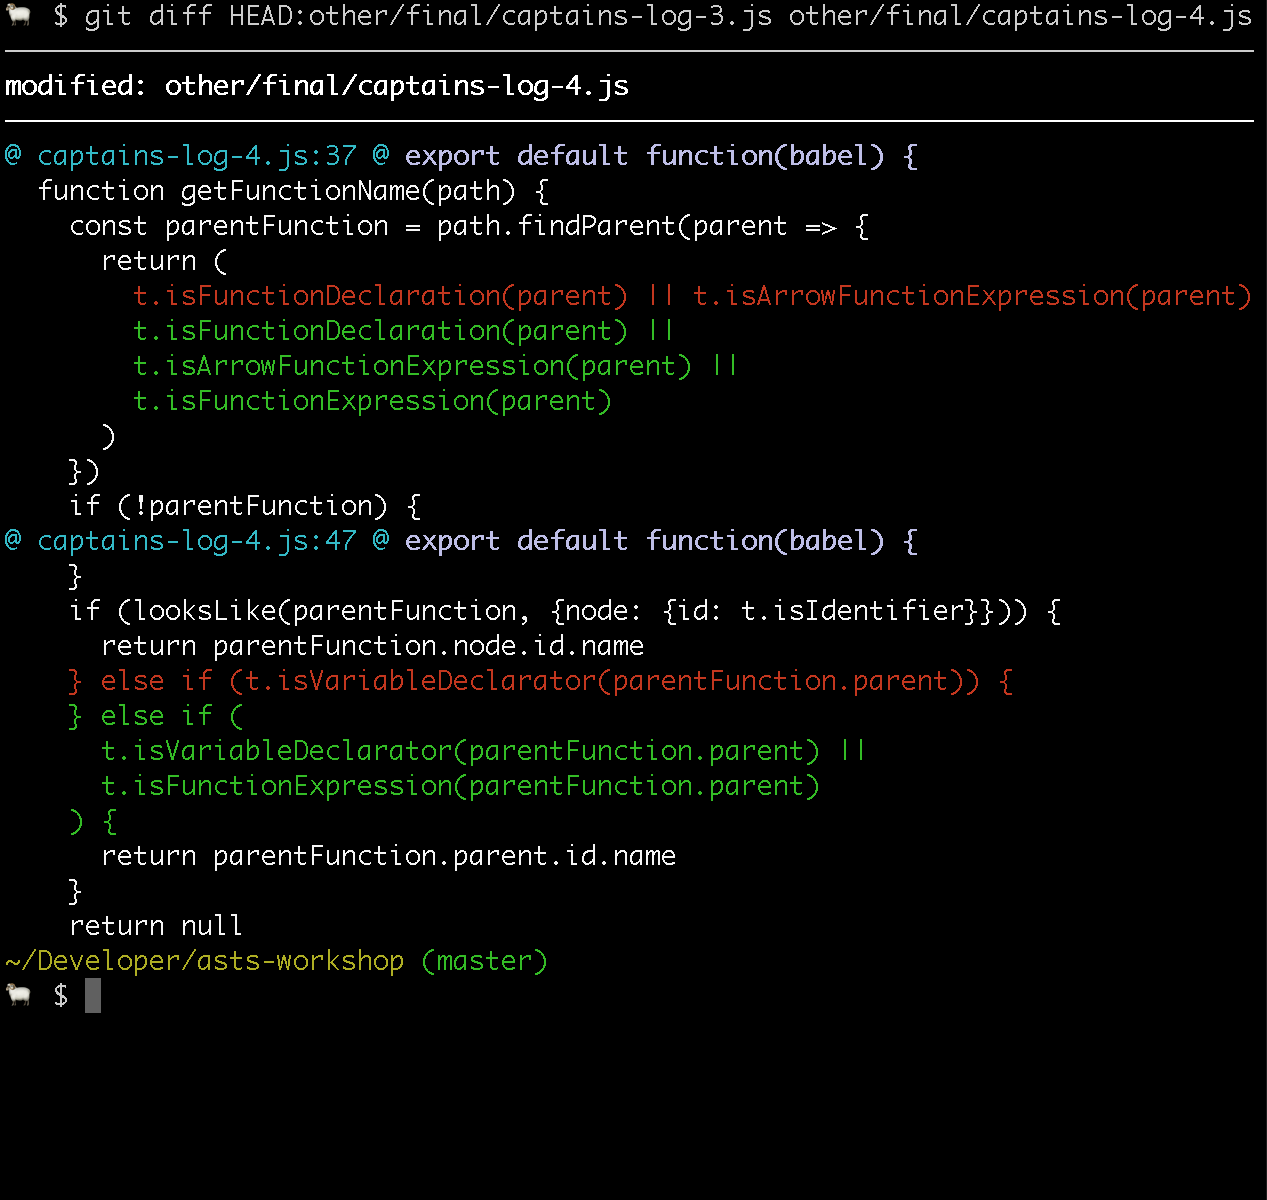 $ git diff HEAD:other/final/captains-log-3.js other/final/captains-log-4.js
modified: other/final/captains-log-4.js
@ captains-log-4.js:37 @ export default function(babel) {
  function getFunctionName(path) {
    const parentFunction = path.findParent(parent => {
      return (
        t.isFunctionDeclaration(parent) || t.isArrowFunctionExpression(parent)
        t.isFunctionDeclaration(parent) ||
        t.isArrowFunctionExpression(parent) ||
        t.isFunctionExpression(parent)
      )
    })
    if (!parentFunction) {
@ captains-log-4.js:47 @ export default function(babel) {
    }
    if (looksLike(parentFunction, {node: {id: t.isIdentifier}})) {
      return parentFunction.node.id.name
    } else if (t.isVariableDeclarator(parentFunction.parent)) {
    } else if (
      t.isVariableDeclarator(parentFunction.parent) ||
      t.isFunctionExpression(parentFunction.parent)
    ) {
      return parentFunction.parent.id.name
    }
    return null
~/Developer/asts-workshop (master)
$